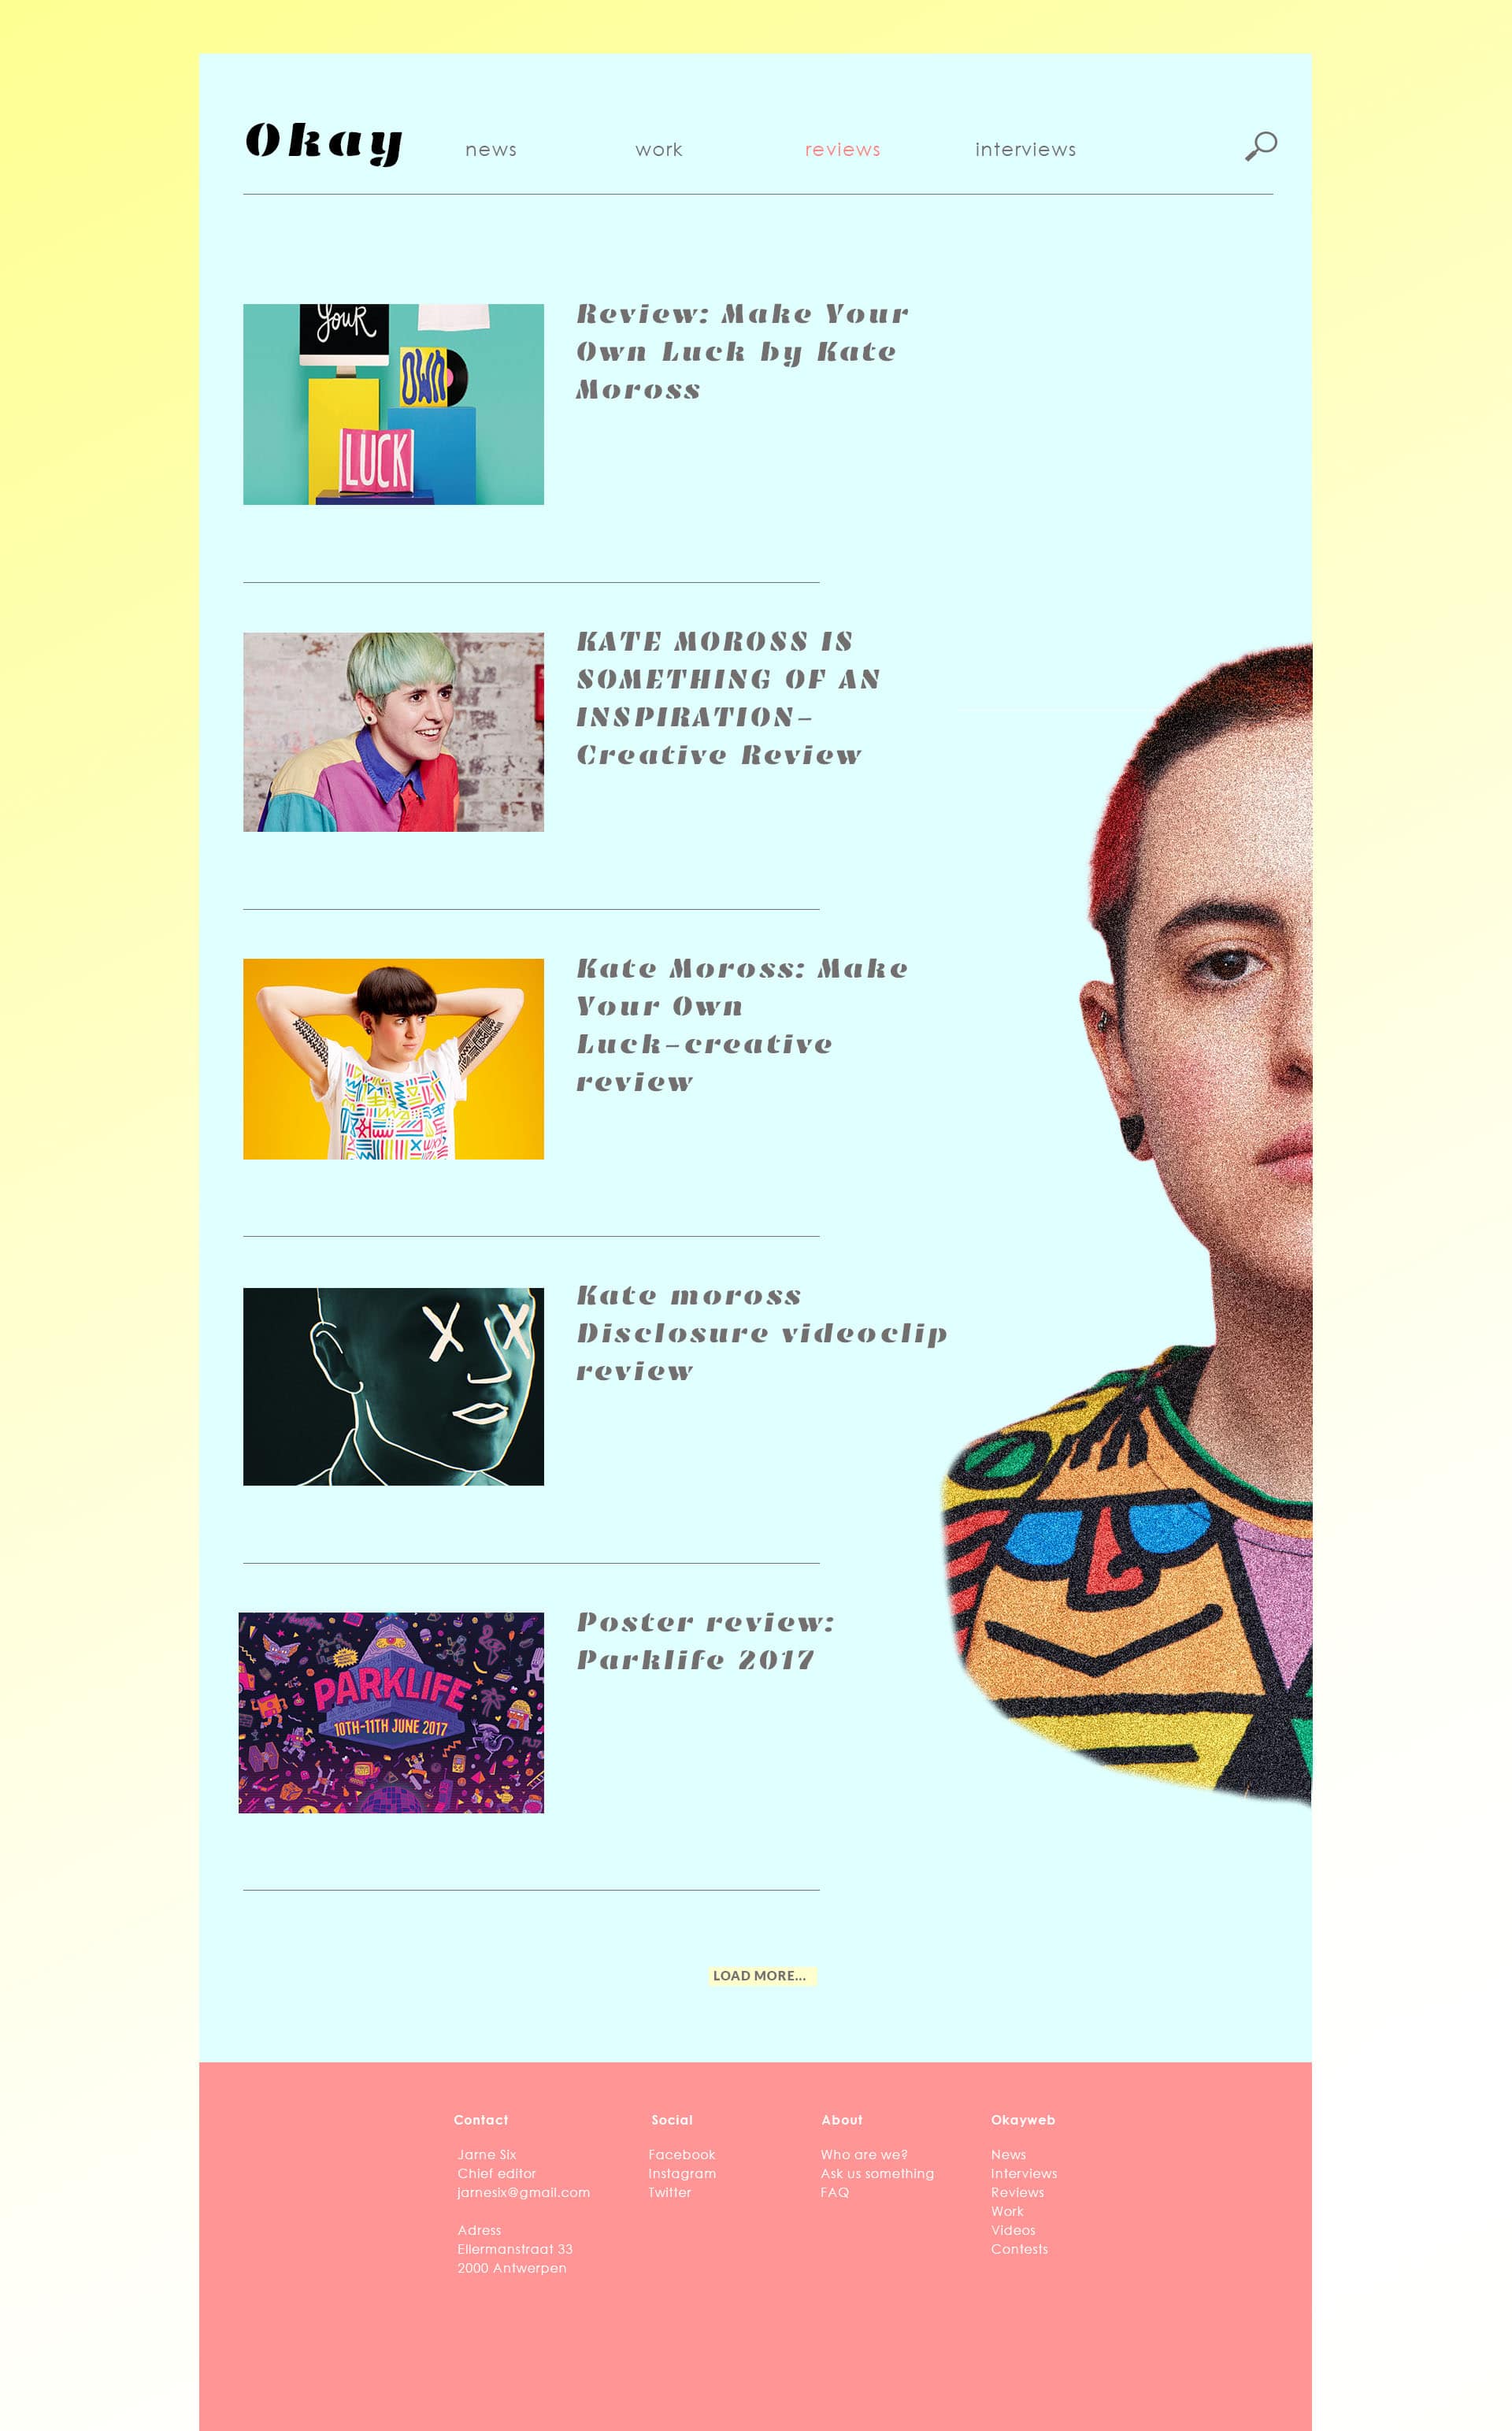 Okay
news
work
reviews
interviews
YOUR
OWN
LUCK
Review: Make Your
Own Luck by Kate
Moross
KATE MOROSS IS
SOMETHING OF AN
INSPIRATION-
Creative Review
Kate Moross: Make
Your Own
Luck-creative
review
Kate moross
Disclosure videoclip
review
PARKLIFE
10TH-11TH JUNE 2017
PL17
Poster review:
Parklife 2017
LOAD MORE...
Contact
Jarne Six
Chief editor
jarnesix@gmail.com
Adress
Ellermanstraat 33
2000 Antwerpen
Social
Facebook
Instagram
Twitter
About
Who are we?
Ask us something
FAQ
Okayweb
News
Interviews
Reviews
Work
Videos
Contests